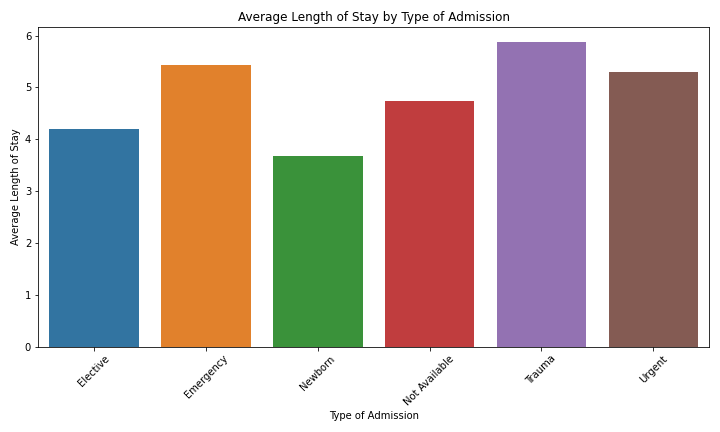 Average Length of Stay by Type of Admission
Average Length of Stay
6
5
4
3
2
1
0
Elective
Emergency
Newborn
Not Available
Trauma
Urgent
Type of Admission